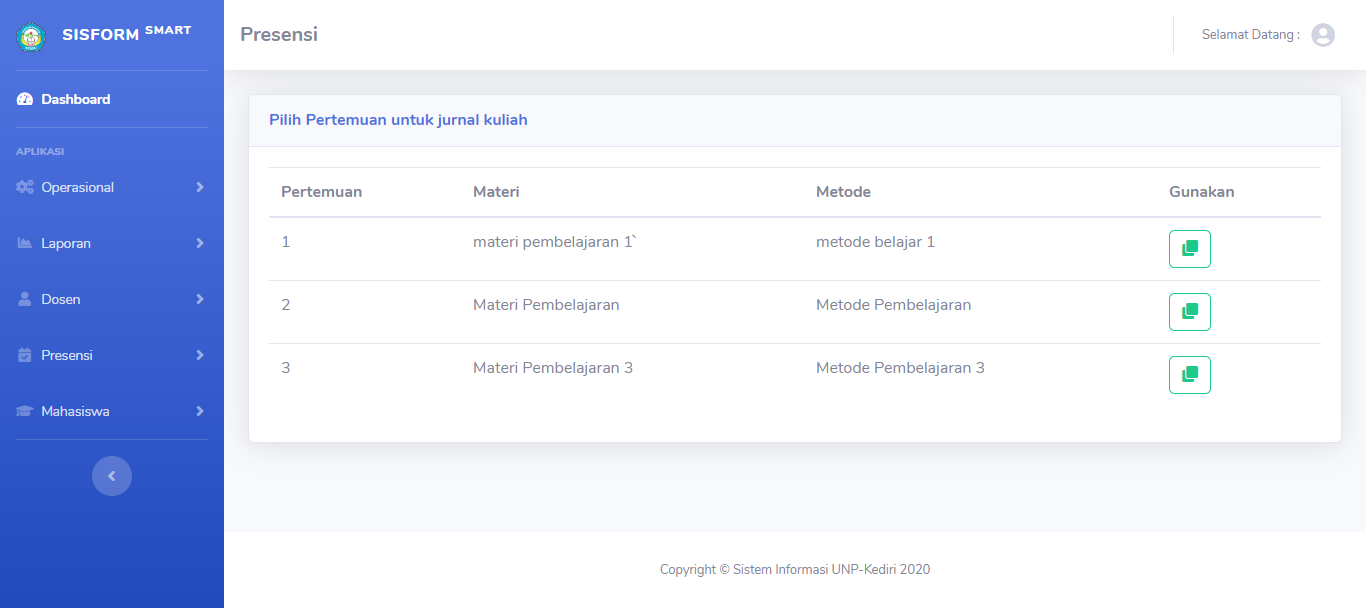 SISFORM SMART
Presensi
Selamat Datang :
Dashboard
APLIKASI
Operasional
Laporan
Dosen
Presensi
Mahasiswa
Pilih Pertemuan untuk jurnal kuliah
Pertemuan Materi Metode Gunakan
1 materi pembelajaran 1` metode belajar 1
2 Materi Pembelajaran Metode Pembelajaran
3 Materi Pembelajaran 3 Metode Pembelajaran 3
Copyright © Sistem Informasi UNP-Kediri 2020